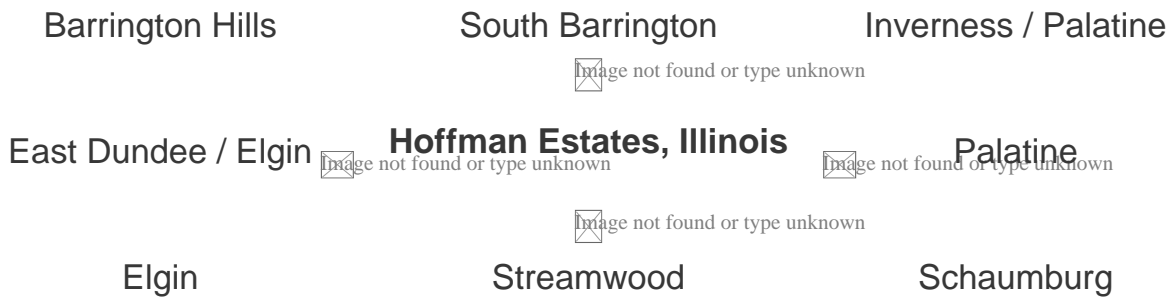 Barrington Hills South Barrington Inverness / Palatine
Image not found or type unknown
East Dundee / Elgin Hoffman Estates, Illinois Palatine
Image not found or type unknown Image not found or type unknown
Image not found or type unknown
Elgin Streamwood Schaumburg